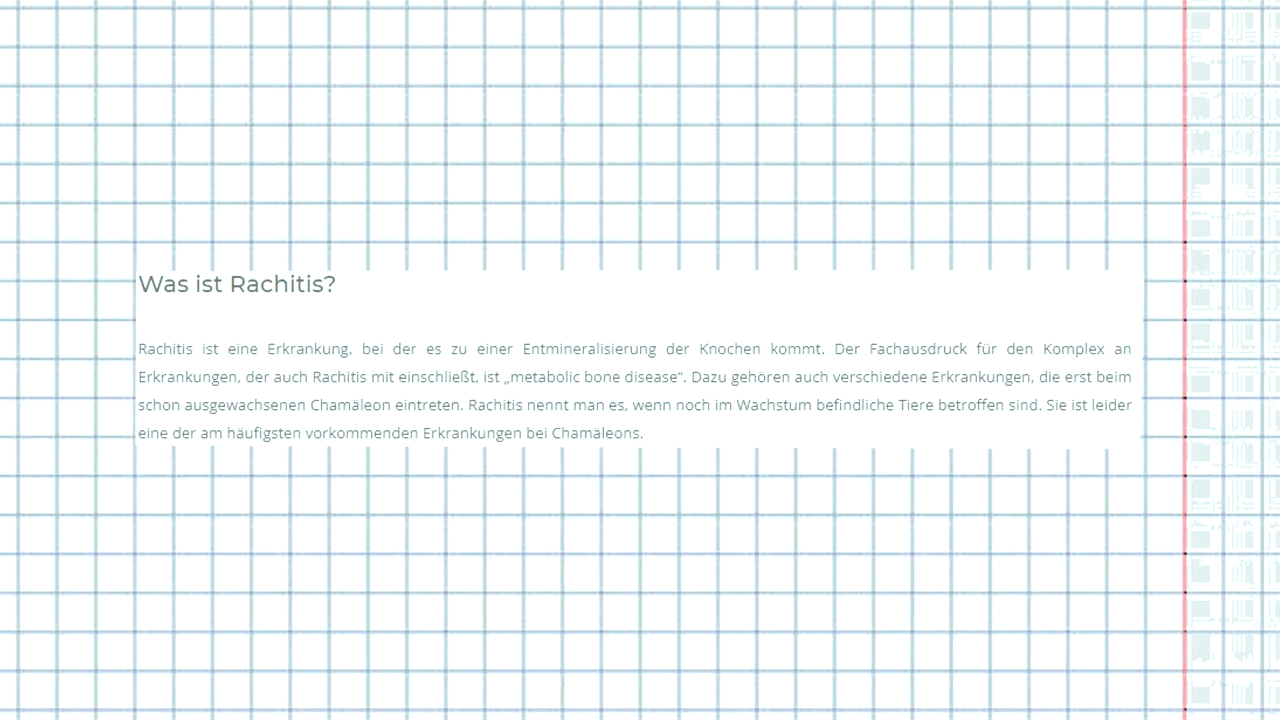 Was ist Rachitis?
Rachitis ist eine Erkrankung, bei der es zu einer Entmineralisierung der Knochen kommt. Der Fachausdruck für den Komplex an
Erkrankungen, der auch Rachitis mit einschließt, ist „metabolic bone disease“. Dazu gehören auch verschiedene Erkrankungen, die erst beim
schon ausgewachsenen Chamäleon eintreten. Rachitis nennt man es, wenn noch im Wachstum befindliche Tiere betroffen sind. Sie ist leider
eine der am häufigsten vorkommenden Erkrankungen bei Chamäleons.